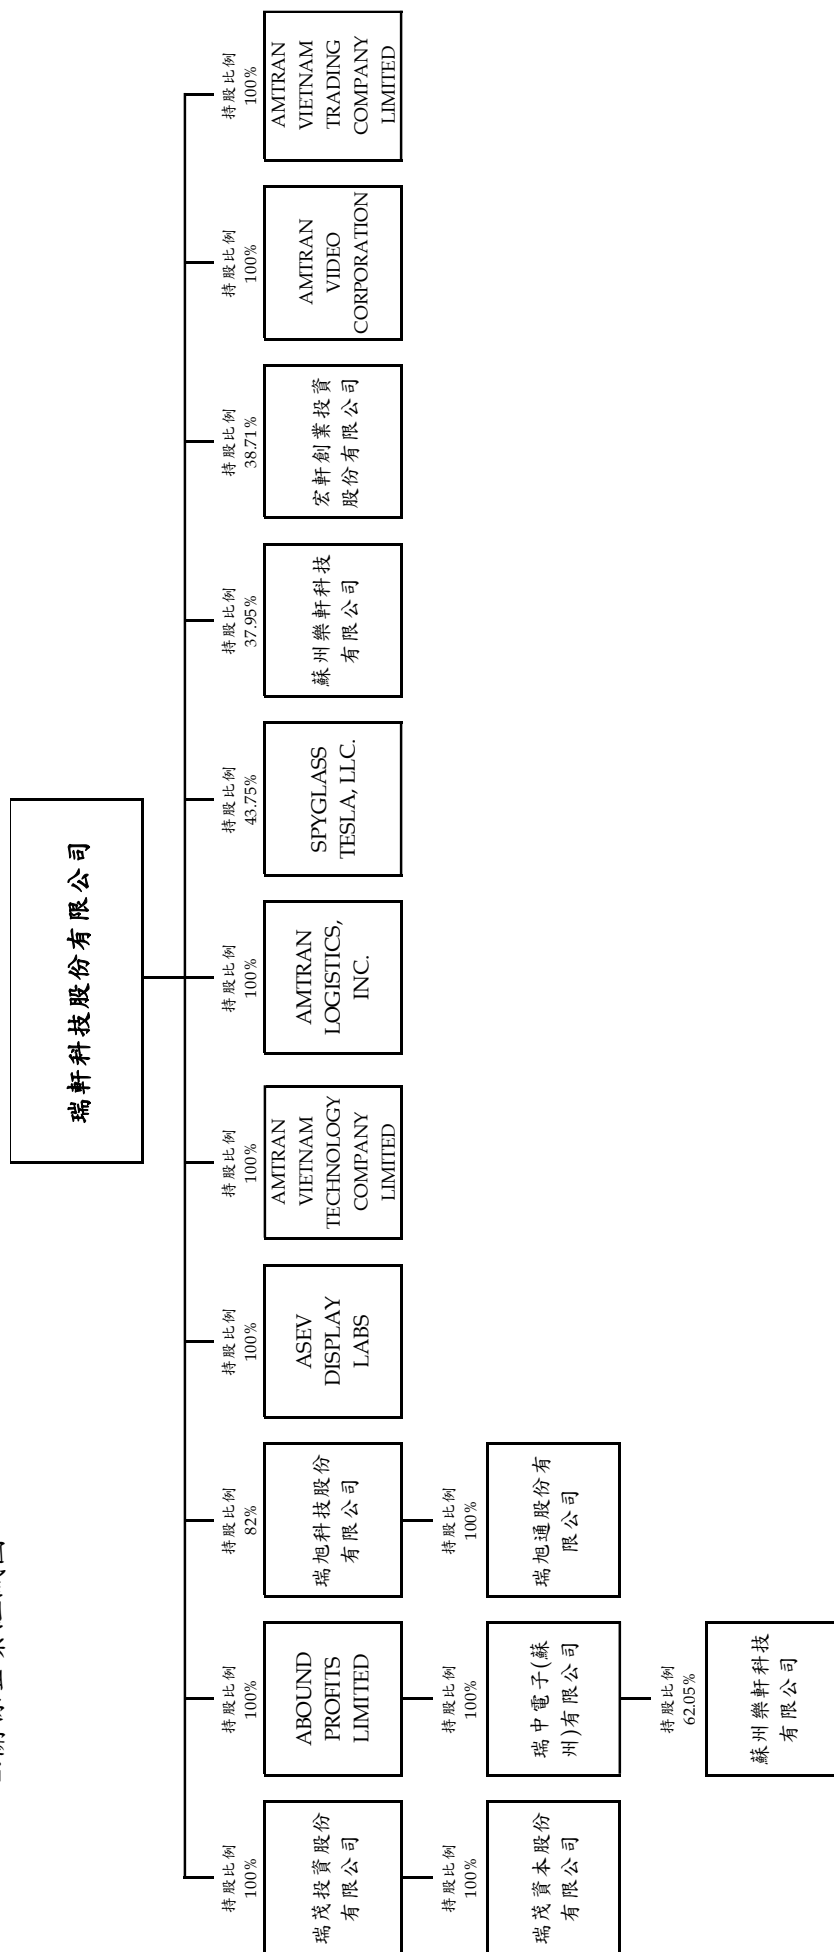 瑞軒科技股份有限公司
持股比例
100%
瑞茂投資股份
有限公司
持股比例
100%
瑞茂資本股份
有限公司
持股比例
100%
ABOUND
PROFITS
LIMITED
持股比例
100%
瑞中電子(蘇
州)有限公司
持股比例
62.05%
蘇州樂軒科技
有限公司
持股比例
82%
瑞旭科技股份
有限公司
持股比例
100%
瑞旭通股份有
限公司
持股比例
100%
ASEV
DISPLAY
LABS
持股比例
100%
AMTRAN
VIETNAM
TECHNOLOGY
COMPANY
LIMITED
持股比例
100%
AMTRAN
LOGISTICS,
INC.
持股比例
43.75%
SPYGLASS
TESLA, LLC.
持股比例
37.95%
蘇州樂軒科技
有限公司
持股比例
38.71%
宏軒創業投資
股份有限公司
持股比例
100%
AMTRAN
VIDEO
CORPORATION
持股比例
100%
AMTRAN
VIETNAM
TRADING
COMPANY
LIMITED